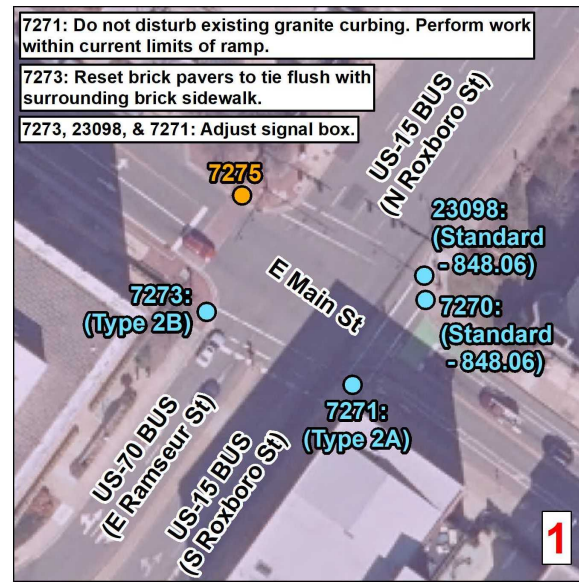 7271: Do not disturb existing granite curbing. Perform work
within current limits of ramp.
7273: Reset brick pavers to tie flush with
surrounding brick sidewalk.
7273, 23098, & 7271: Adjust signal box.
US-15 BUS
(N Roxboro St)
7275
23098:
(Standard
- 848.06)
E Main St
7273:
(Type 2B)
7270:
(Standard
- 848.06)
7271:
(Type 2A)
US-70 BUS
(E Ramseur St)
US-15 BUS
(S Roxboro St)
1